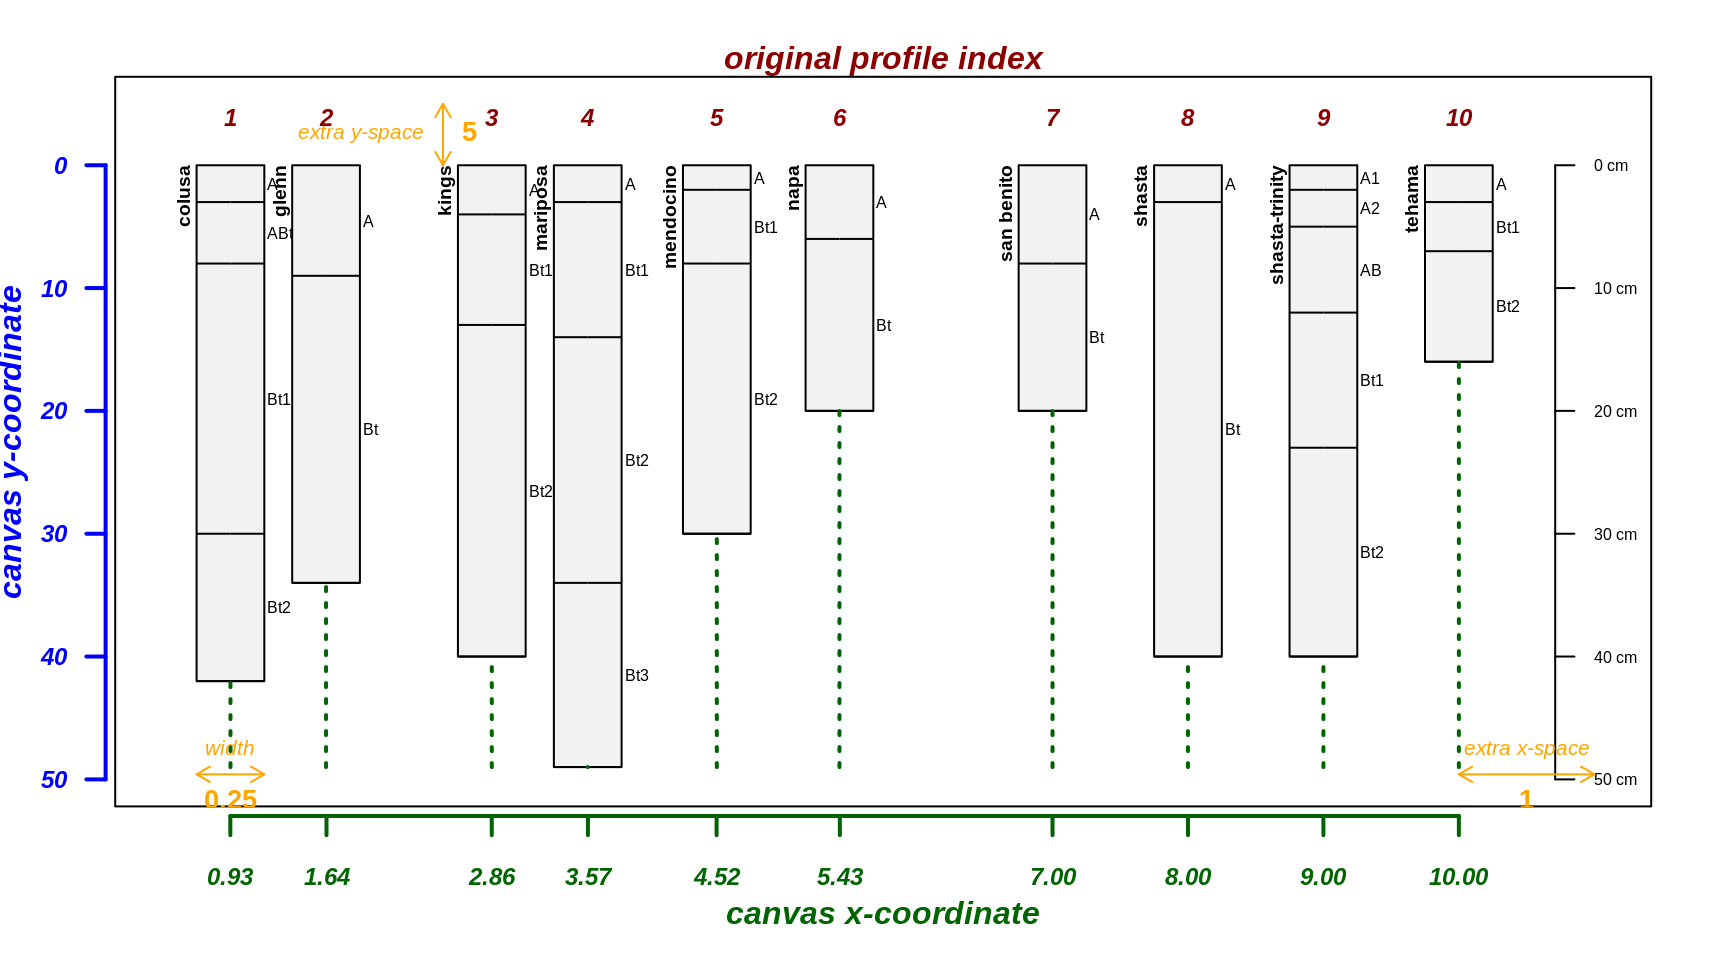 original profile index
1 2 3 4 5 6 7 8 9 10
extra y-space 5
canvas y-coordinate
0
10
20
30
40
50
colusa
A
ABt
Bt1
Bt2
glenn
A
Bt
kings
A
Bt1
Bt2
mariposa
A
Bt1
Bt2
Bt3
mendocino
A
Bt1
Bt2
napa
A
Bt
san benito
A
Bt
shasta
A
Bt
shasta-trinity
A1
A2
AB
Bt1
Bt2
tehama
A
Bt1
Bt2
0 cm
10 cm
20 cm
30 cm
40 cm
50 cm
width
0.25
extra x-space
1
0.93 1.64 2.86 3.57 4.52 5.43 7.00 8.00 9.00 10.00
canvas x-coordinate